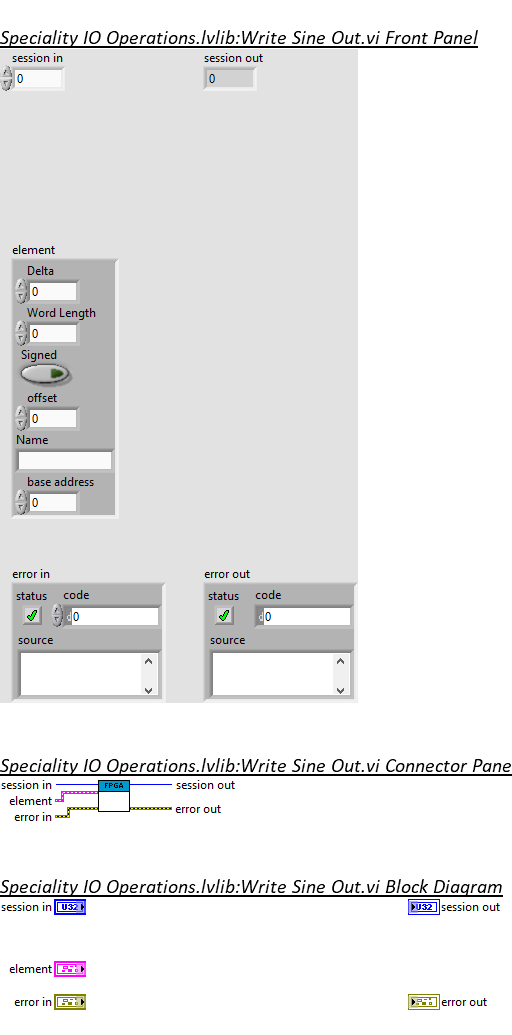 Speciality IO Operations.lvlib:Write Sine Out.vi Front Panel
session in
session out
0
0
element
Delta
0
Word Length
0
Signed
offset
0
Name
base address
0
error in
error out
status
code
status
code
d
0
d
0
source
source
Speciality IO Operations.lvlib:Write Sine Out.vi Connector Pane
session in
FPGA
session out
element
error in
error out
Speciality IO Operations.lvlib:Write Sine Out.vi Block Diagram
session in
U32
U32
session out
element
error in
error out